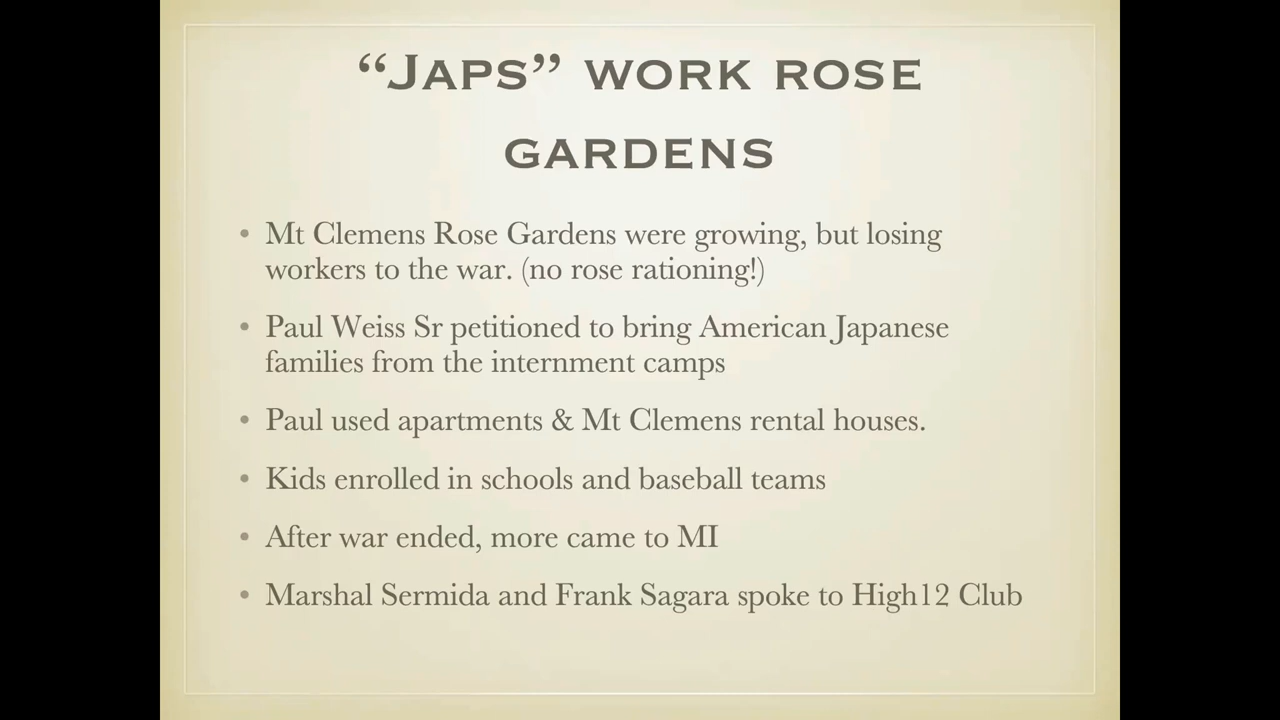 “Japs” work rose
gardens
• Mt Clemens Rose Gardens were growing, but losing
workers to the war. (no rose rationing!)
• Paul Weiss Sr petitioned to bring American Japanese
families from the internment camps
• Paul used apartments & Mt Clemens rental houses.
• Kids enrolled in schools and baseball teams
• After war ended, more came to MI
• Marshal Sermida and Frank Sagara spoke to High12 Club